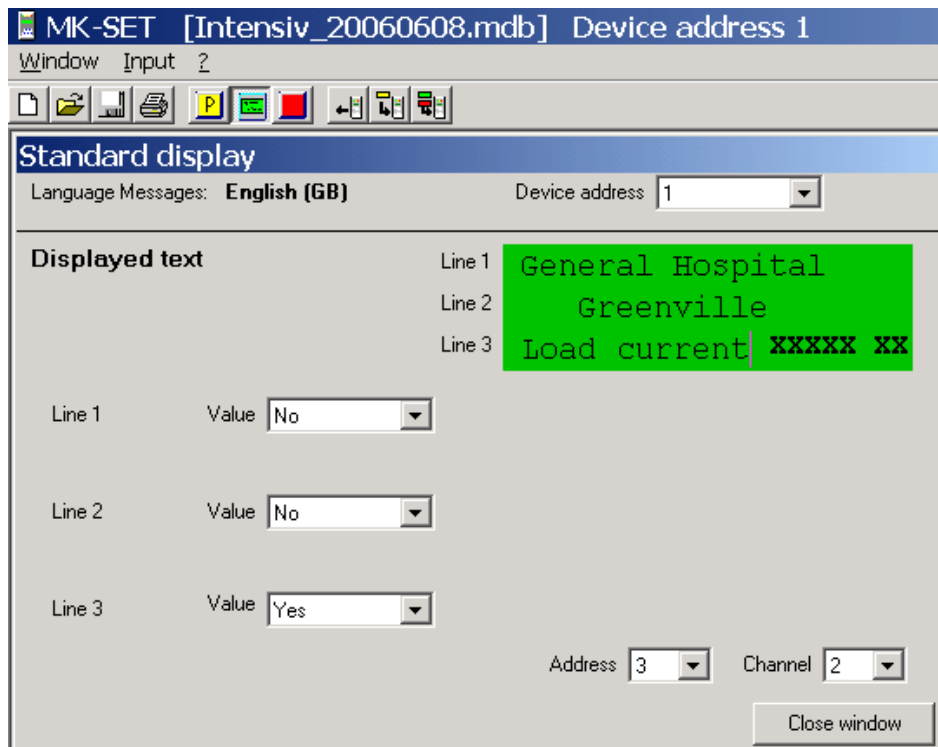 MK-SET [Intensiv_20060608.mdb] Device address 1
Window Input ?
P
Standard display
Language Messages: English (GB) Device address 1
Displayed text
Line 1 General Hospital
Line 2 Greenville
Line 3 Load current XXXXX XX
Line 1 Value No
Line 2 Value No
Line 3 Value Yes
Address 3 Channel 2
Close window